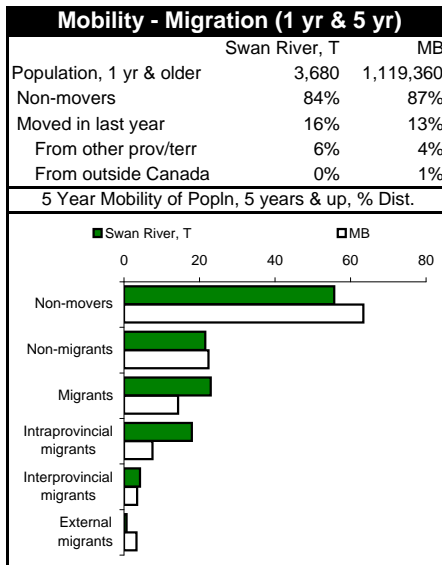 Mobility - Migration (1 yr & 5 yr)
Swan River, T MB
Population, 1 yr & older 3,680 1,119,360
Non-movers 84% 87%
Moved in last year 16% 13%
From other prov/terr 6% 4%
From outside Canada 0% 1%
5 Year Mobility of Popln, 5 years & up, % Dist.
Swan River, T MB
0 20 40 60 80
Non-movers
Non-migrants
Migrants
Intraprovincial
migrants
Interprovincial
migrants
External
migrants